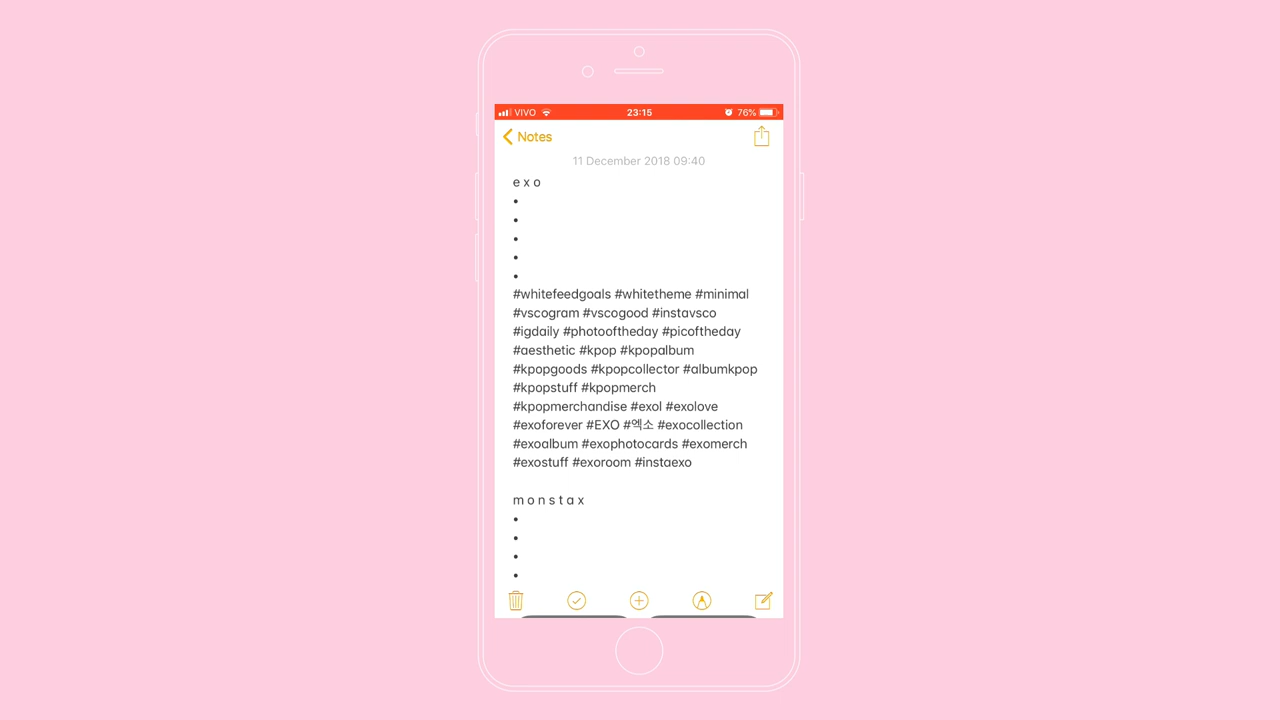 VIVO 23:15 76%
Notes
11 December 2018 09:40
e x o
•
•
•
•
•
#whitefeedgoals #whitetheme #minimal
#vscogram #vscogood #instavsco
#igdaily #photooftheday #picoftheday
#aesthetic #kpop #kpopalbum
#kpopgoods #kpopcollector #albumkpop
#kpopstuff #kpopmerch
#kpopmerchandise #exol #exolove
#exoforever #EXO #엑소 #exocollection
#exoalbum #exophotocards #exomerch
#exostuff #exoroom #instaexo
m o n s t a x
•
•
•
•